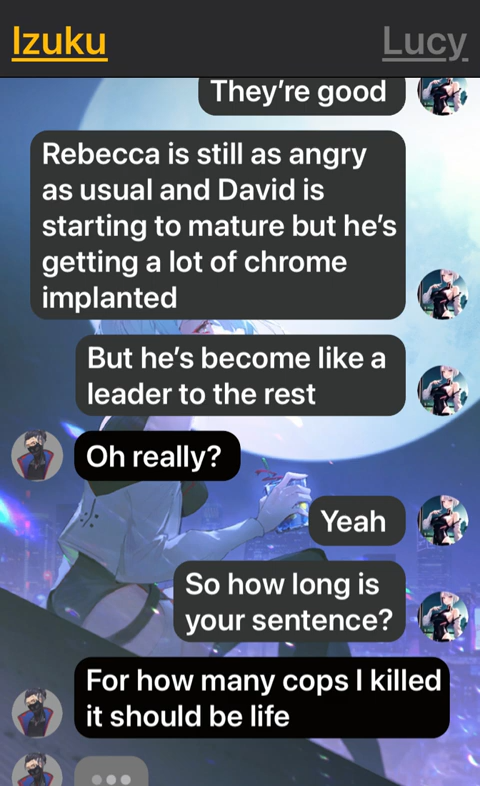 Izuku
Lucy
They’re good
Rebecca is still as angry
as usual and David is
starting to mature but he’s
getting a lot of chrome
implanted
But he’s become like a
leader to the rest
Oh really?
Yeah
So how long is
your sentence?
For how many cops I killed
it should be life